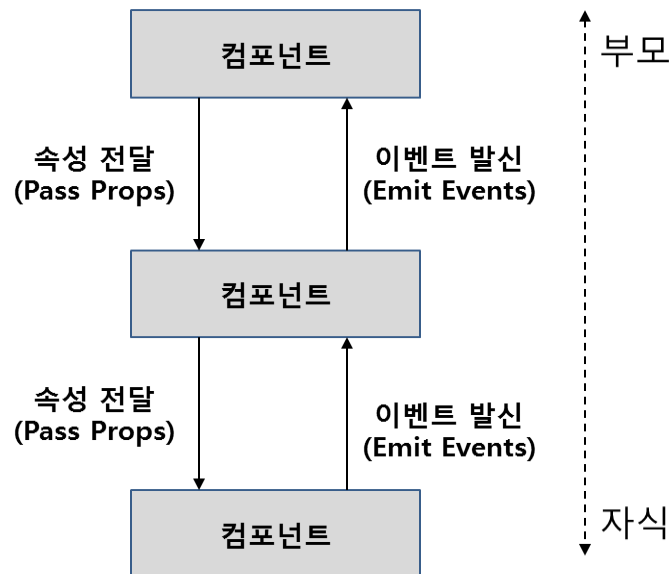 컴포넌트
부모
속성 전달
(Pass Props)
이벤트 발신
(Emit Events)
컴포넌트
속성 전달
(Pass Props)
이벤트 발신
(Emit Events)
컴포넌트
자식